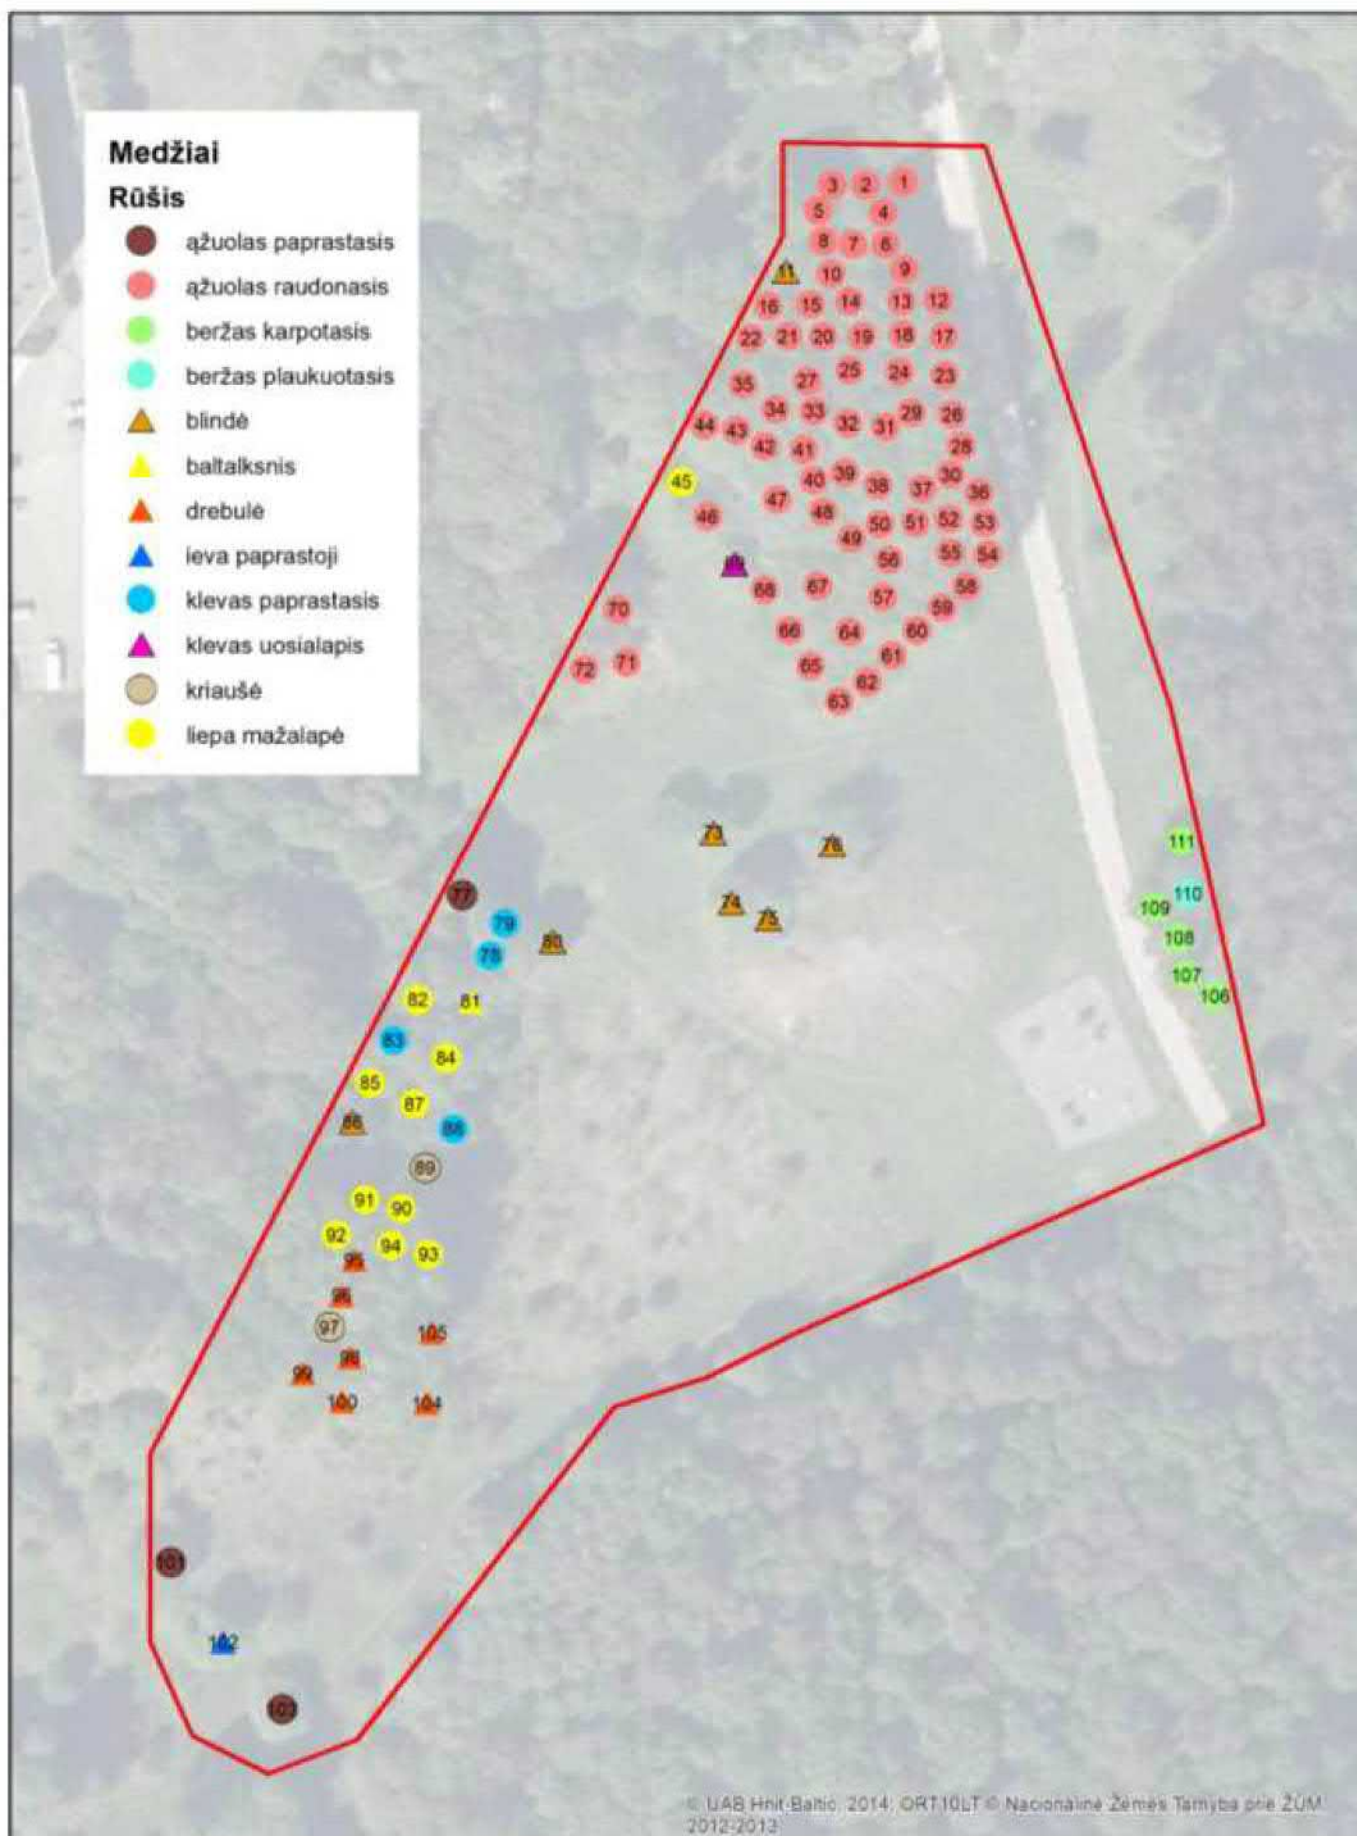 Medžiai
Rūšis
ąžuolas paprastasis
ąžuolas raudonasis
beržas karpotasis
beržas plaukuotasis
blindė
baltalksnis
drebulė
ieva paprastoji
klevas paprastasis
klevas uosialapis
kriaušė
liepa mažalapė
3 2 1
5 4
8 7 6
11 10 9
16 15 14 13 12
22 21 20 19 18 17
35 27 25 24 23
44 43 34 33 32 31 29 26
42 41 28
45 40 39 38 37 30 36
46 47 48 50 51 52 53
49 56 55 54
68 67 57 58
70 66 64 60 59
72 71 65 61
63 62
73 76
111
77 74 75 109 110
79 80 108
78 107
82 81 106
83 84
85 87
86 88
89
91 90
92 94 93
95
96
97 105
99 98
100 104
101
102
103
© UAB Hnit-Baltic, 2014; ORT10LT © Nacionalinė Žemės Tarnyba prie ŽŪM,
2012-2013